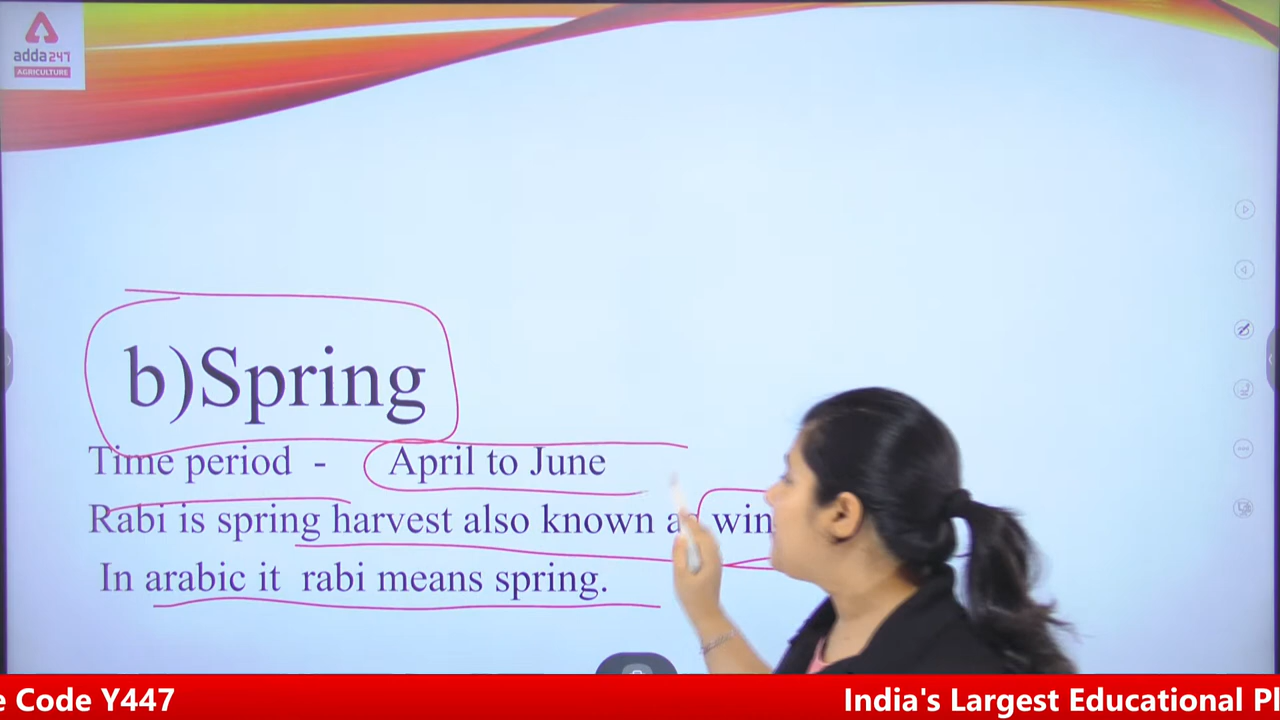 adda247
AGRICULTURE
b)Spring
Time period - April to June
Rabi is spring harvest also known
In arabic it rabi means spring.
e Code Y447
India's Largest Educational Pl